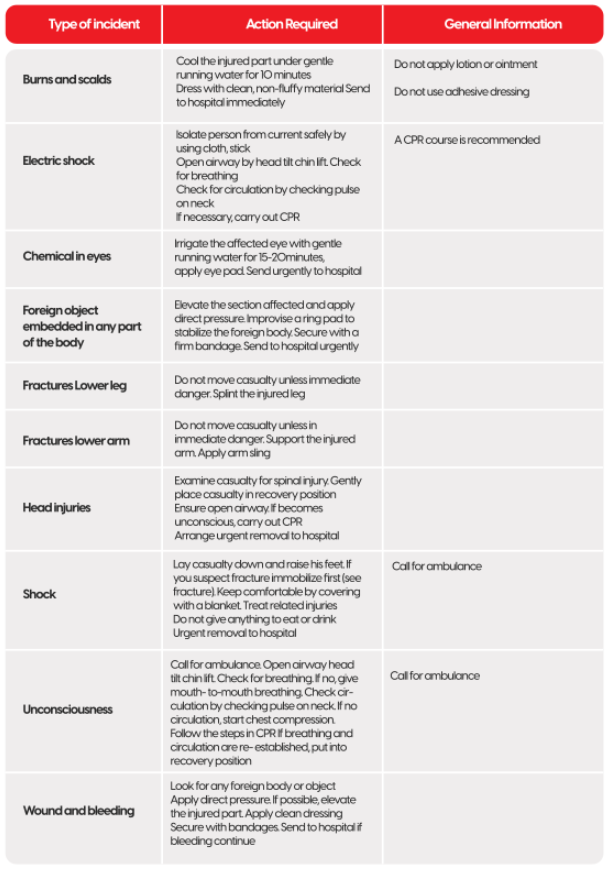 Type of incident
Action Required
General Information
Burns and scalds
Cool the injured part under gentle
running water for 10 minutes
Dress with clean, non-fluffy material Send
to hospital immediately
Do not apply lotion or ointment
Do not use adhesive dressing
Electric shock
Isolate person from current safely by
using cloth, stick
Open airway by head tilt chin lift. Check
for breathing
Check for circulation by checking pulse
on neck
If necessary, carry out CPR
A CPR course is recommended
Chemical in eyes
Irrigate the affected eye with gentle
running water for 15-20minutes,
apply eye pad. Send urgently to hospital
Foreign object
embedded in any part
of the body
Elevate the section affected and apply
direct pressure. Improvise a ring pad to
stabilize the foreign body. Secure with a
firm bandage. Send to hospital urgently
Fractures Lower leg
Do not move casualty unless immediate
danger. Splint the injured leg
Fractures lower arm
Do not move casualty unless in
immediate danger. Support the injured
arm. Apply arm sling
Head injuries
Examine casualty for spinal injury. Gently
place casualty in recovery position
Ensure open airway. If becomes
unconscious, carry out CPR
Arrange urgent removal to hospital
Shock
Lay casualty down and raise his feet. If
you suspect fracture immobilize first (see
fracture). Keep comfortable by covering
with a blanket. Treat related injuries
Do not give anything to eat or drink
Urgent removal to hospital
Call for ambulance
Unconsciousness
Call for ambulance. Open airway head
tilt chin lift. Check for breathing. If no, give
mouth- to-mouth breathing. Check cir-
culation by checking pulse on neck. If no
circulation, start chest compression.
Follow the steps in CPR If breathing and
circulation are re- established, put into
recovery position
Call for ambulance
Wound and bleeding
Look for any foreign body or object
Apply direct pressure. If possible, elevate
the injured part. Apply clean dressing
Secure with bandages. Send to hospital if
bleeding continue